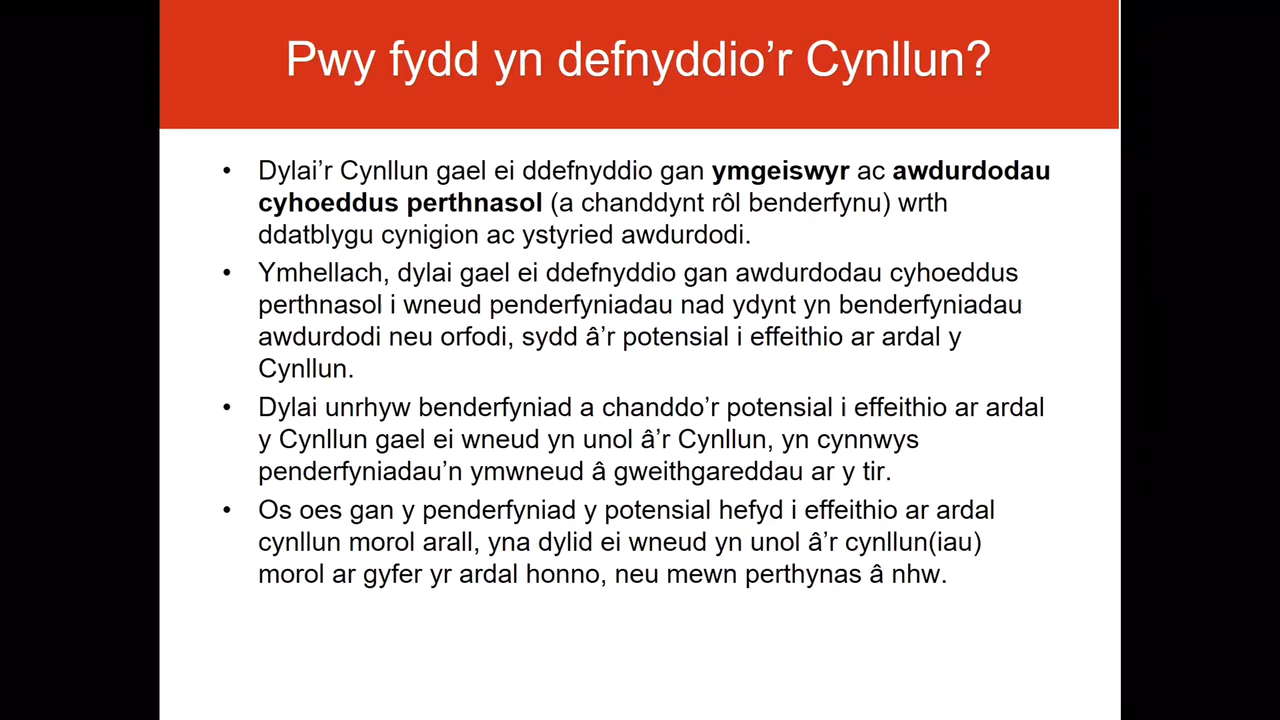 Pwy fydd yn defnyddio’r Cynllun?
• Dylai’r Cynllun gael ei ddefnyddio gan ymgeiswyr ac awdurdodau
cyhoeddus perthnasol (a chanddynt rôl benderfynu) wrth
ddatblygu cynigion ac ystyried awdurdodi.
• Ymhellach, dylai gael ei ddefnyddio gan awdurdodau cyhoeddus
perthnasol i wneud penderfyniadau nad ydynt yn benderfyniadau
awdurdodi neu orfodi, sydd â’r potensial i effeithio ar ardal y
Cynllun.
• Dylai unrhyw benderfyniad a chanddo’r potensial i effeithio ar ardal
y Cynllun gael ei wneud yn unol â’r Cynllun, yn cynnwys
penderfyniadau’n ymwneud â gweithgareddau ar y tir.
• Os oes gan y penderfyniad y potensial hefyd i effeithio ar ardal
cynllun morol arall, yna dylid ei wneud yn unol â’r cynllun(iau)
morol ar gyfer yr ardal honno, neu mewn perthynas â nhw.